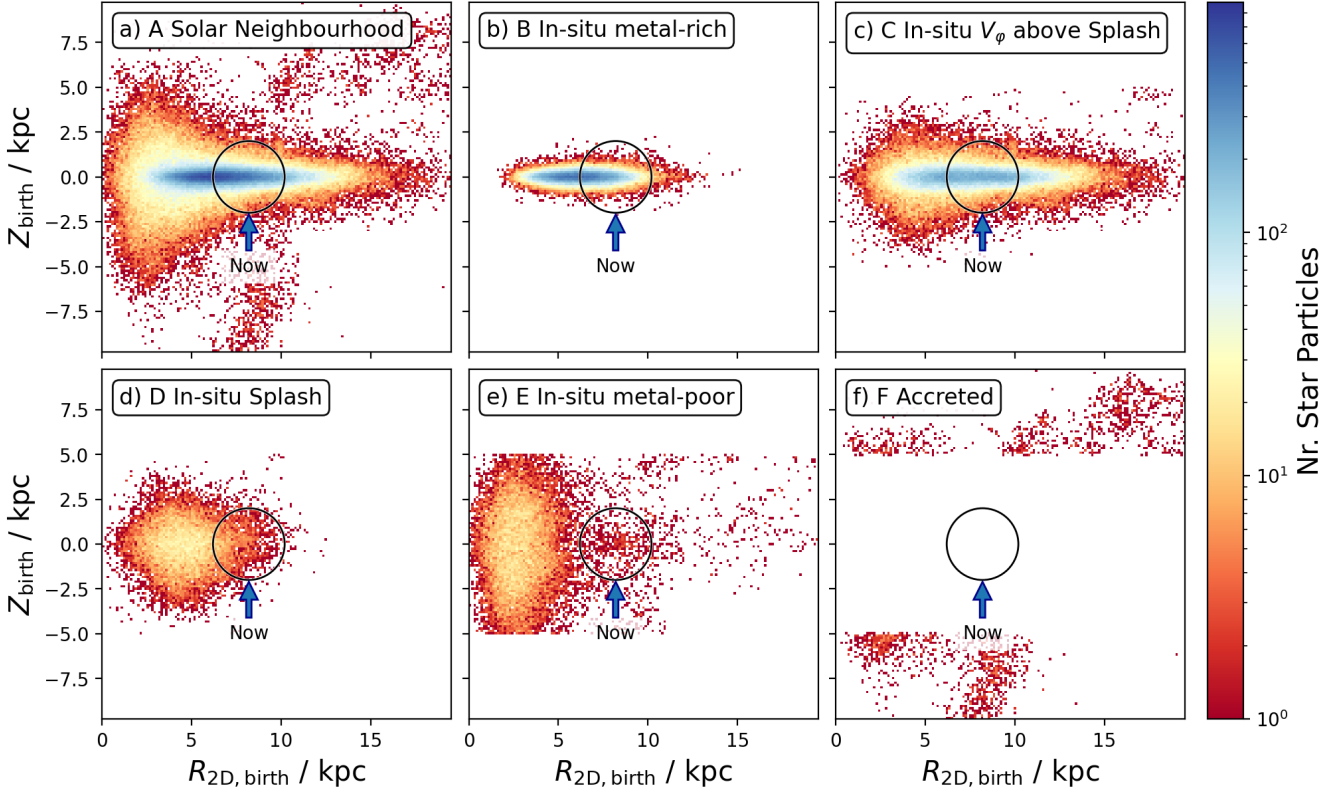 a) A Solar Neighbourhood
b) B In-situ metal-rich
c) C In-situ Vφ above Splash
7.5
5.0
2.5
0.0
−2.5
−5.0
−7.5
Zbirth / kpc
Now
Now
Now
d) D In-situ Splash
e) E In-situ metal-poor
f) F Accreted
7.5
5.0
2.5
0.0
−2.5
−5.0
−7.5
Zbirth / kpc
Now
Now
Now
0 5 10 15
0 5 10 15
0 5 10 15
R2D, birth / kpc
R2D, birth / kpc
R2D, birth / kpc
10²
10¹
10⁰
Nr. Star Particles